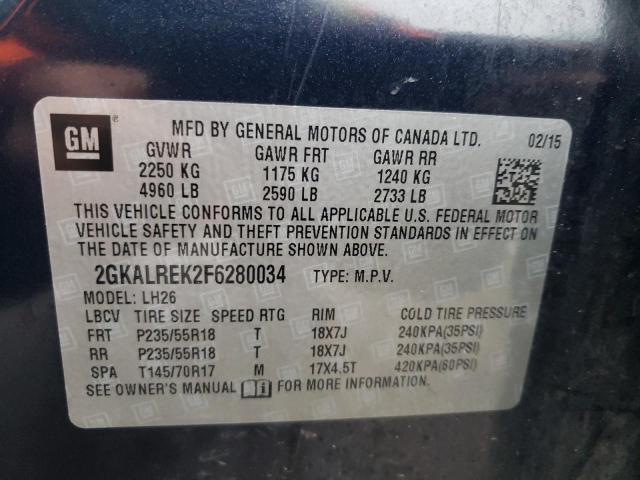 GM
MFD BY GENERAL MOTORS OF CANADA LTD. 02/15
GVWR GAWR FRT GAWR RR
2250 KG 1175 KG 1240 KG
4960 LB 2590 LB 2733 LB
THIS VEHICLE CONFORMS TO ALL APPLICABLE U.S. FEDERAL MOTOR
VEHICLE SAFETY AND THEFT PREVENTION STANDARDS IN EFFECT ON
THE DATE OF MANUFACTURE SHOWN ABOVE.
2GKALREK2F6280034 TYPE: M.P.V.
MODEL: LH26
LBCV TIRE SIZE SPEED RTG RIM COLD TIRE PRESSURE
FRT P235/55R18 T 18X7J 240KPA(35PSI)
RR P235/55R18 T 18X7J 240KPA(35PSI)
SPA T145/70R17 M 17X4.5T 420KPA(60PSI)
SEE OWNER'S MANUAL FOR MORE INFORMATION.